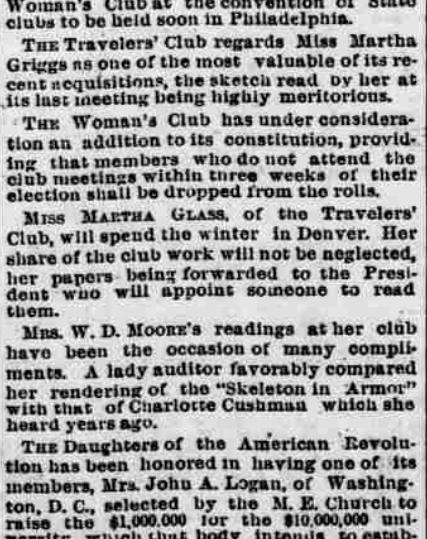 Woman's Club at the convention of State
clubs to be held soon in Philadelphia.
THE Travelers' Club regards Miss Martha
Griggs as one of the most valuable of its re-
cent acquisitions, the sketch read by her at
its last meeting being highly meritorious.
THE Woman's Club has under considera-
tion an addition to its constitution, provid-
ing that members who do not attend the
club meetings within three weeks of their
election shall be dropped from the rolls.
MISS MARTHA GLASS, of the Travelers'
Club, will spend the winter in Denver. Her
share of the club work will not be neglected,
her papers being forwarded to the Presi-
dent who will appoint someone to read
them.
MRS. W. D. MOORE's readings at her club
have been the occasion of many compli-
ments. A lady auditor favorably compared
her rendering of the "Skeleton in Armor"
with that of Charlotte Cushman which she
heard years ago.
THE Daughters of the American Revolu-
tion has been honored in having one of its
members, Mrs. John A. Logan, of Washing-
ton, D. C., selected by the M. E. Church to
raise the $1,000.000 for the $10,000,000 uni-
versity which that body intends to estab-